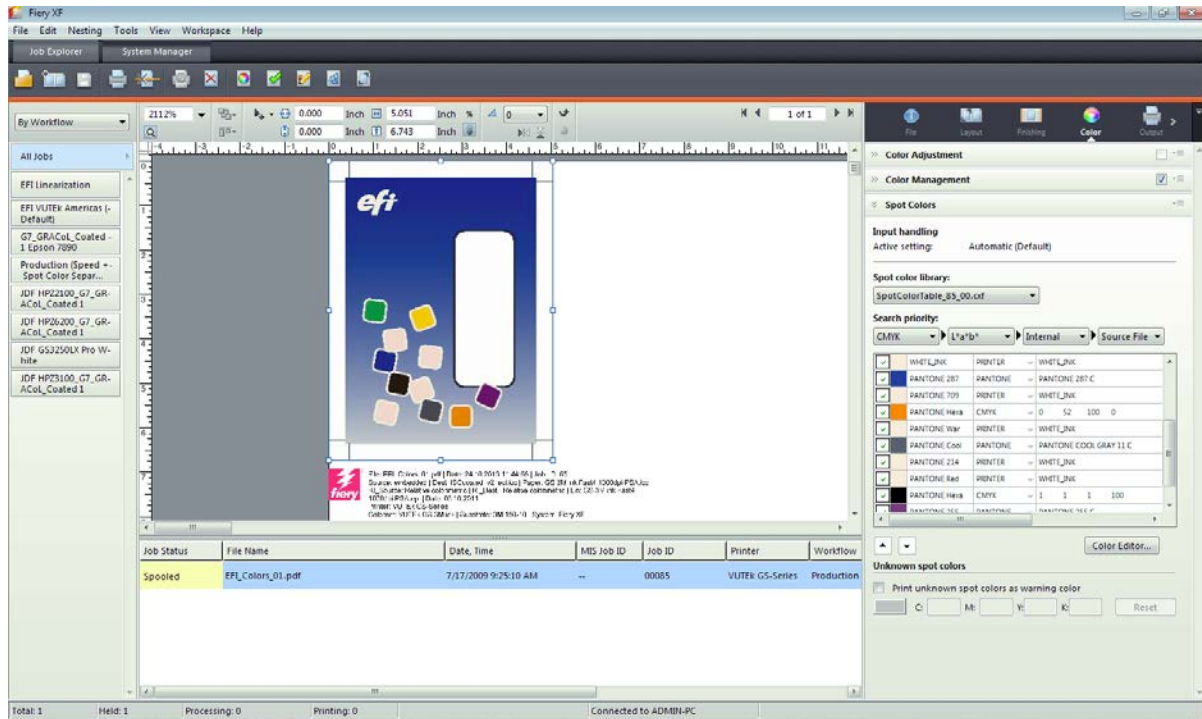 Fiery XF
File Edit Nesting Tools View Workspace Help
Job Explorer System Manager
By Workflow
All Jobs
EFI Linearization
EFI VUTEk Americas (-
Default)
G7_GRACoL_Coated -
1 Epson 7890
Production (Speed +-
Spot Color Separ...
JDF HPZ2100_G7_GR-
ACoL_Coated 1
JDF HPZ6200_G7_GR-
ACoL_Coated 1
JDF GS3250LX Pro W-
hite
JDF HPZ3100_G7_GR-
ACoL_Coated 1
2112% 0.000 Inch 5.051 Inch % 0
0.000 Inch 6.743 Inch
1 of 1
efi
fiery
Job Status File Name Date, Time MIS Job ID Job ID Printer Workflow
Spooled EFI_Colors_01.pdf 7/17/2009 9:25:10 AM -- 00085 VUTEk GS-Series Production
File Layout Finishing Color Output
Color Adjustment
Color Management
Spot Colors
Input handling
Active setting: Automatic (Default)
Spot color library:
SpotColorTable_85_00.cxf
Search priority:
CMYK L*a*b* Internal Source File
WHITE_INK PRINTER WHITE_INK
PANTONE 287 PANTONE PANTONE 287 C
PANTONE 709 PRINTER WHITE_INK
PANTONE Hexa CMYK 0 52 100 0
PANTONE War PRINTER WHITE_INK
PANTONE Cool PANTONE PANTONE COOL GRAY 11 C
PANTONE 214 PRINTER WHITE_INK
PANTONE Red PRINTER WHITE_INK
PANTONE Hexa CMYK 1 1 1 100
Color Editor...
Unknown spot colors
Print unknown spot colors as warning color
C: M: Y: K: Reset
Total: 1 Held: 1 Processing: 0 Printing: 0 Connected to ADMIN-PC